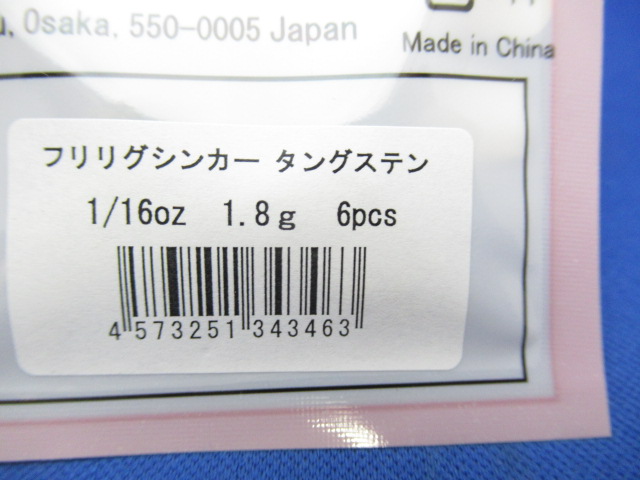 Osaka, 550-0005 Japan
Made in China
フリリグシンカー タングステン
1/16oz 1.8g 6pcs
4 573251 343463